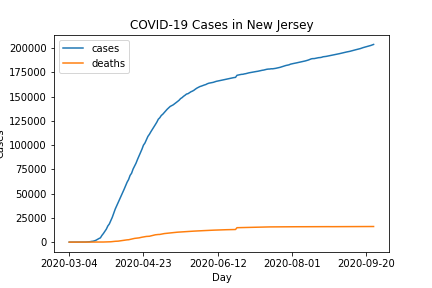 COVID-19 Cases in New Jersey
cases
deaths
200000
175000
150000
125000
100000
75000
50000
25000
0
cases
2020-03-04 2020-04-23 2020-06-12 2020-08-01 2020-09-20
Day